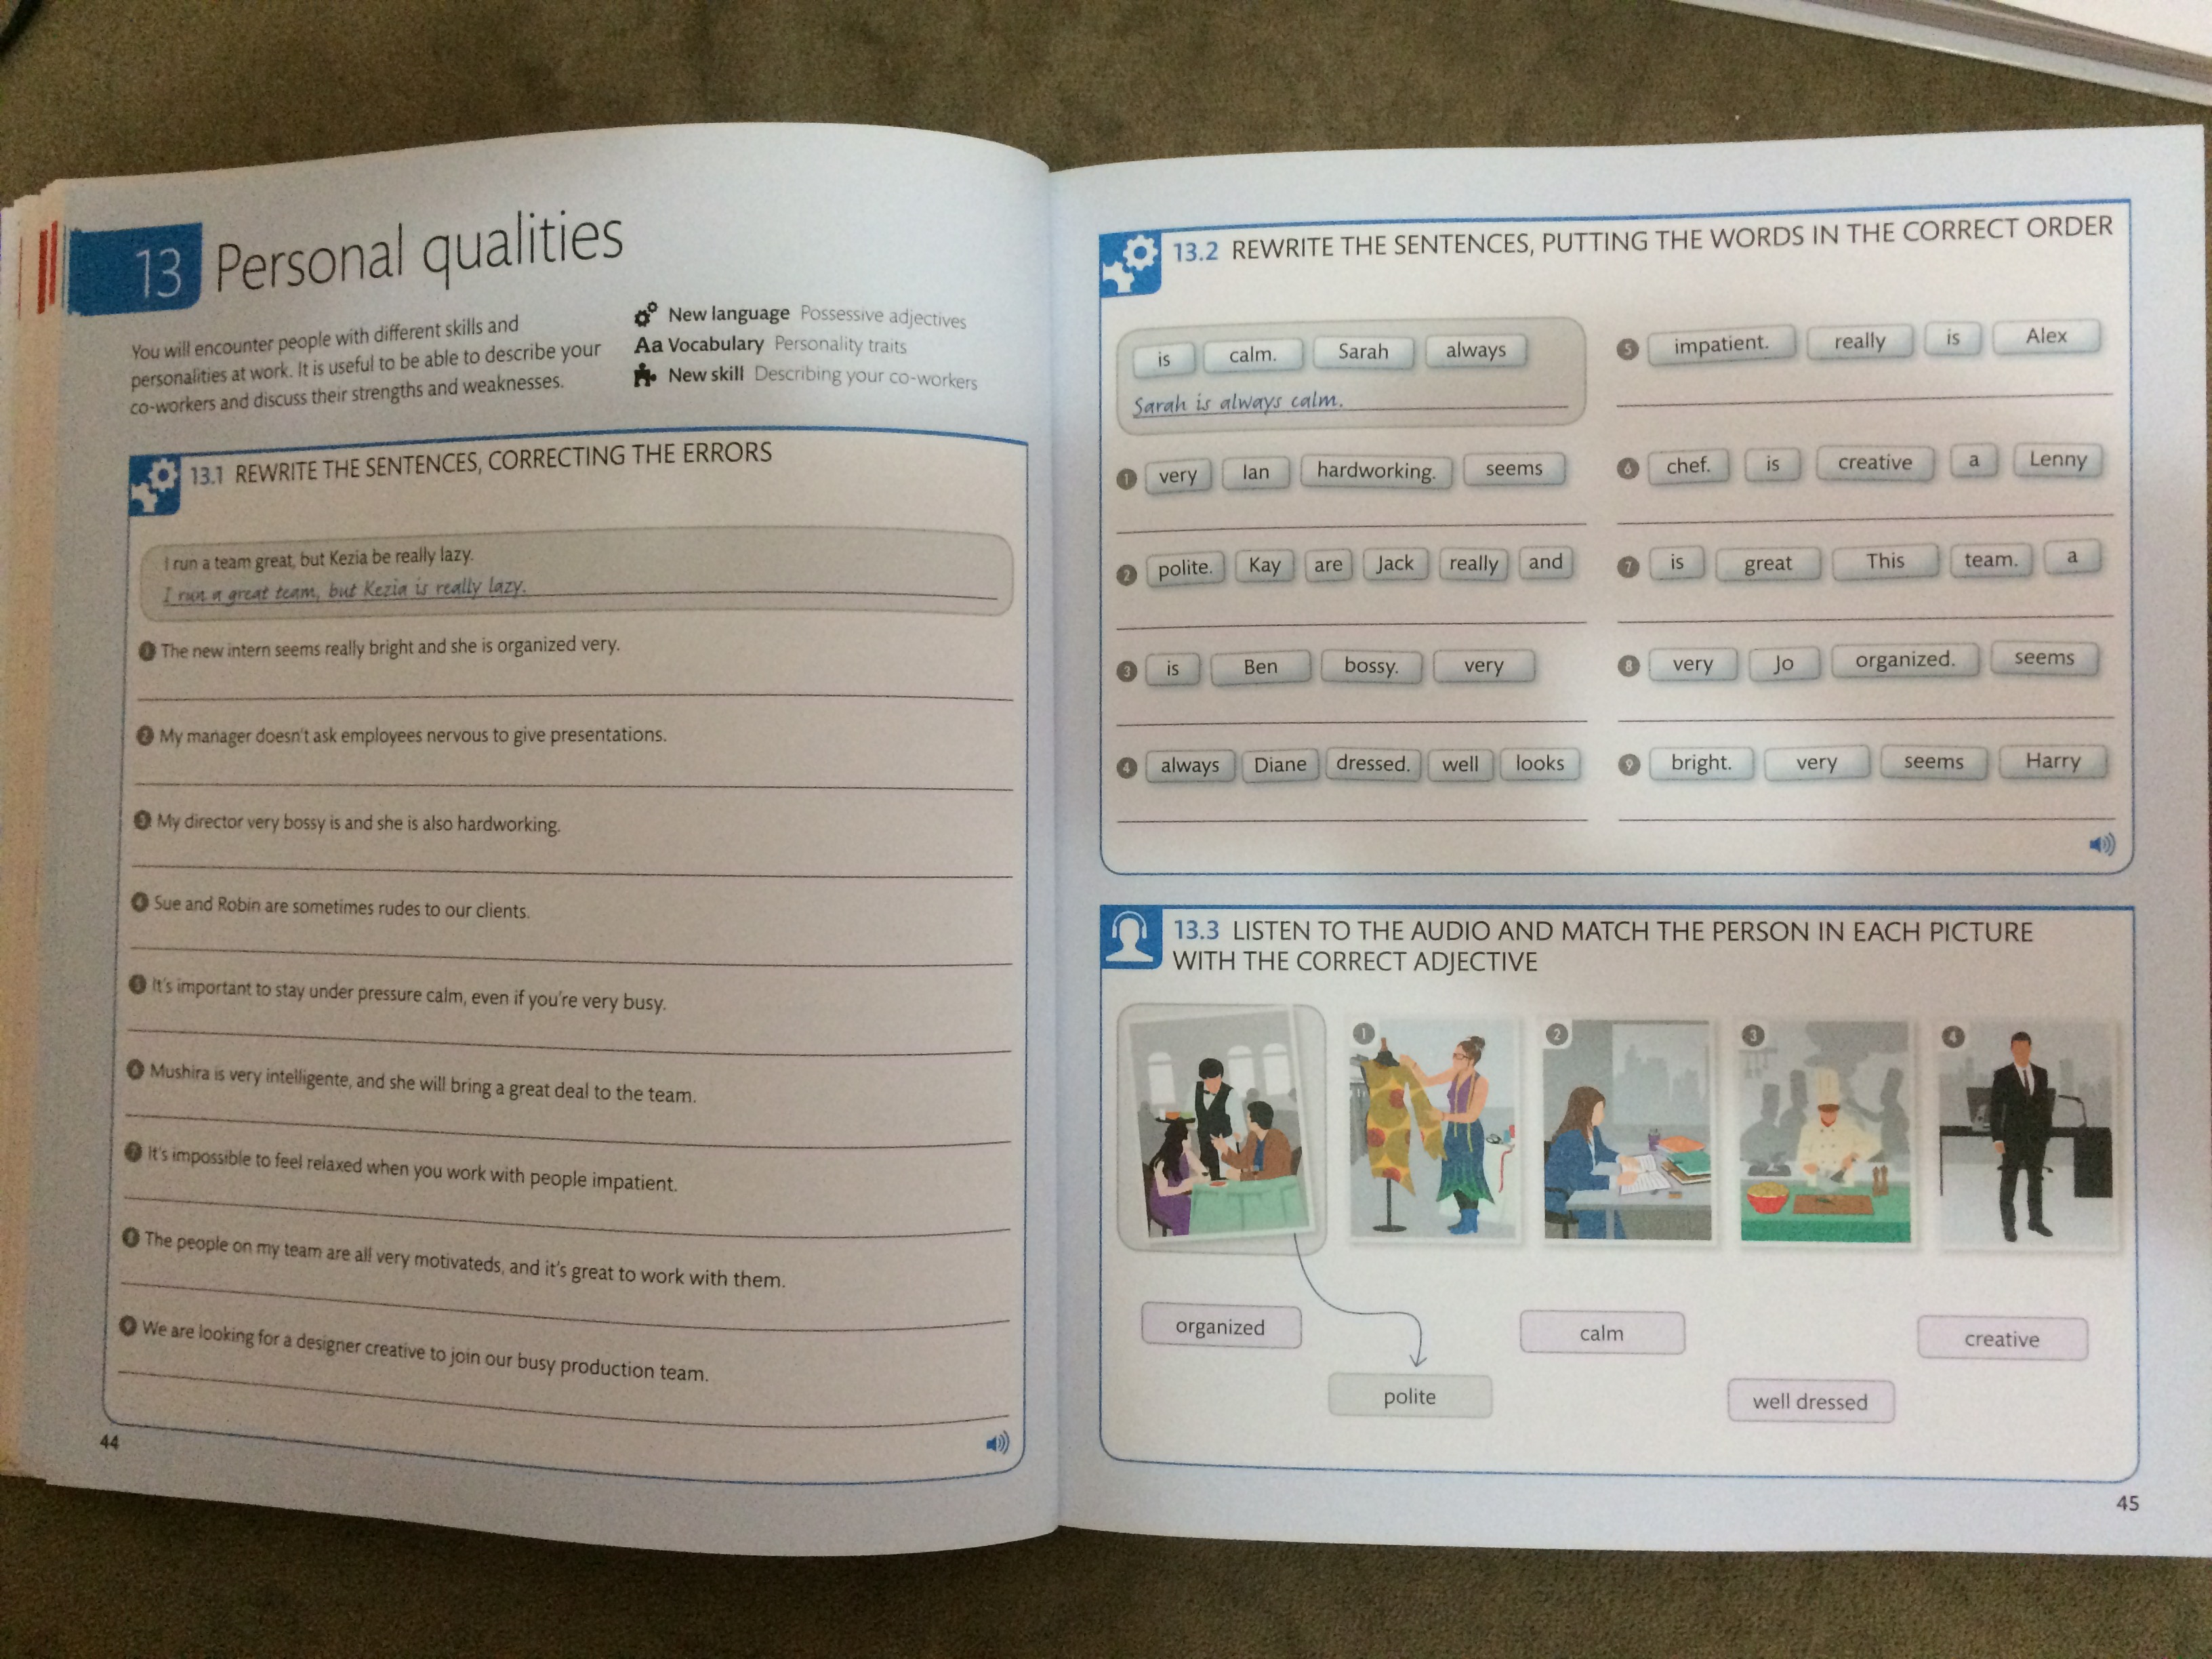 13 Personal qualities
You will encounter people with different skills and
personalities at work. It is useful to be able to describe your
co-workers and discuss their strengths and weaknesses.
New language Possessive adjectives
Aa Vocabulary Personality traits
New skill Describing your co-workers
13.1 REWRITE THE SENTENCES, CORRECTING THE ERRORS
I run a team great, but Kezia be really lazy.
I run a great team, but Kezia is really lazy.
1 The new intern seems really bright and she is organized very.
2 My manager doesn't ask employees nervous to give presentations.
3 My director very bossy is and she is also hardworking.
4 Sue and Robin are sometimes rudes to our clients.
5 It's important to stay under pressure calm, even if you're very busy.
6 Mushira is very intelligente, and she will bring a great deal to the team.
7 It's impossible to feel relaxed when you work with people impatient.
8 The people on my team are all very motivateds, and it's great to work with them.
9 We are looking for a designer creative to join our busy production team.
44
13.2 REWRITE THE SENTENCES, PUTTING THE WORDS IN THE CORRECT ORDER
is calm. Sarah always
Sarah is always calm.
1 very Ian hardworking. seems
2 polite. Kay are Jack really and
3 is Ben bossy. very
4 always Diane dressed. well looks
5 impatient. really is Alex
6 chef. is creative a Lenny
7 is great This team. a
8 very Jo organized. seems
9 bright. very seems Harry
13.3 LISTEN TO THE AUDIO AND MATCH THE PERSON IN EACH PICTURE
WITH THE CORRECT ADJECTIVE
1 2 3 4
organized calm creative
polite well dressed
45